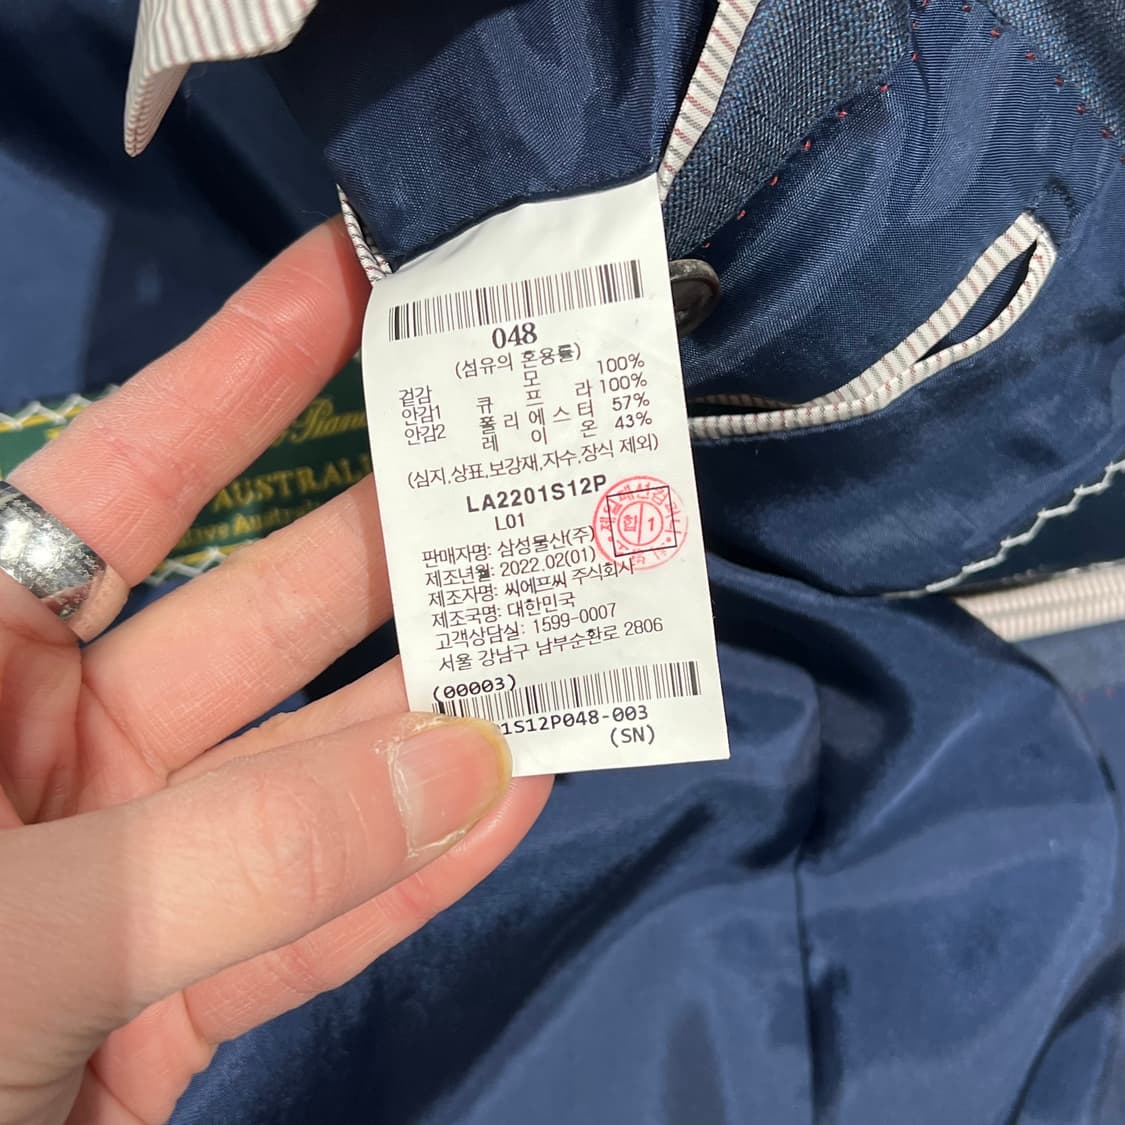 048
(섬유의 혼용률)
겉감 모 100%
안감1 큐 프 라 100%
안감2 폴 리 에 스 터 57%
레 이 온 43%
(심지,상표,보강재,자수,장식 제외)
LA2201S12P
L01
판매자명: 삼성물산(주)
제조년월: 2022.02(01)
제조자명: 씨에프씨 주식회사
제조국명: 대한민국
고객상담실: 1599-0007
서울 강남구 남부순환로 2806
(00003)
1S12P048-003
(SN)
합 1
AUSTRALI